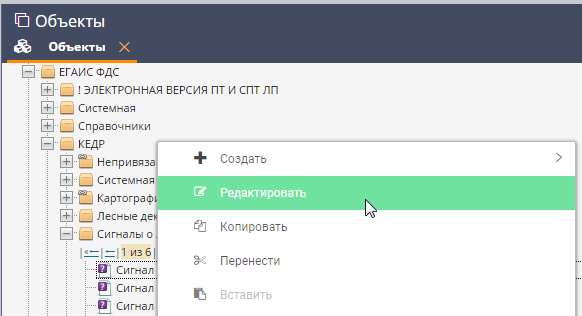 Объекты
Объекты
ЕГАИС ФДС
! ЭЛЕКТРОННАЯ ВЕРСИЯ ПТ И СПТ ЛП
Системная
Справочники
КЕДР
Непривяза
Системная
Картографи
Лесные дек
Сигналы о
1 из 6
Сигнал
Сигнал
Сигнал
Создать
Редактировать
Копировать
Перенести
Вставить